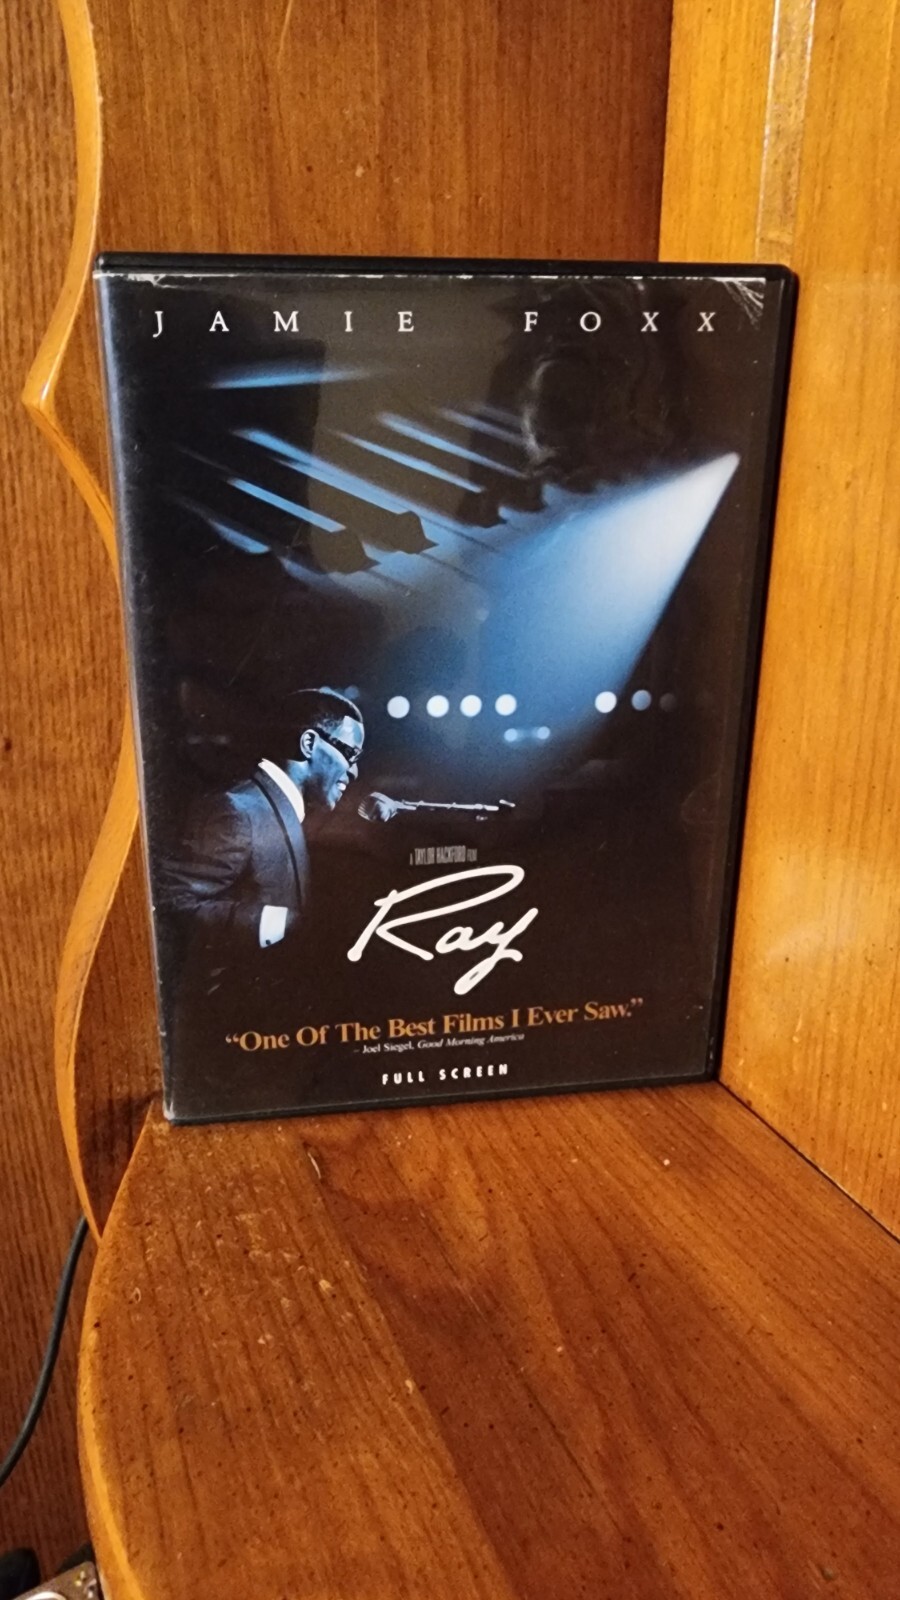 JAMIE FOXX
A TAYLOR HACKFORD FILM
Ray
“One Of The Best Films I Ever Saw.”
– Joel Siegel, Good Morning America
FULL SCREEN